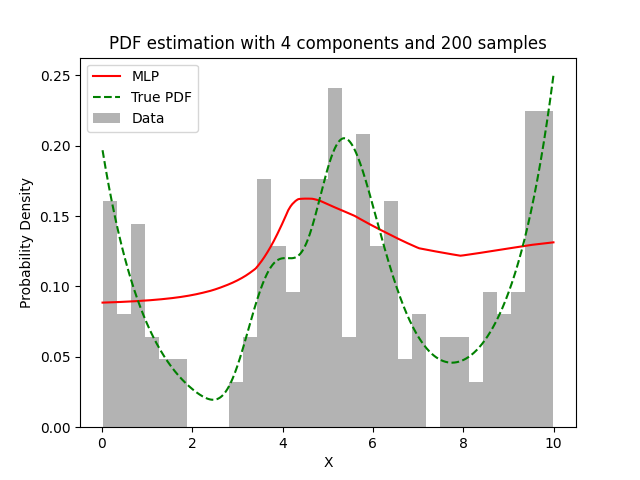 PDF estimation with 4 components and 200 samples
MLP
True PDF
Data
Probability Density
0.25
0.20
0.15
0.10
0.05
0.00
0 2 4 6 8 10
X